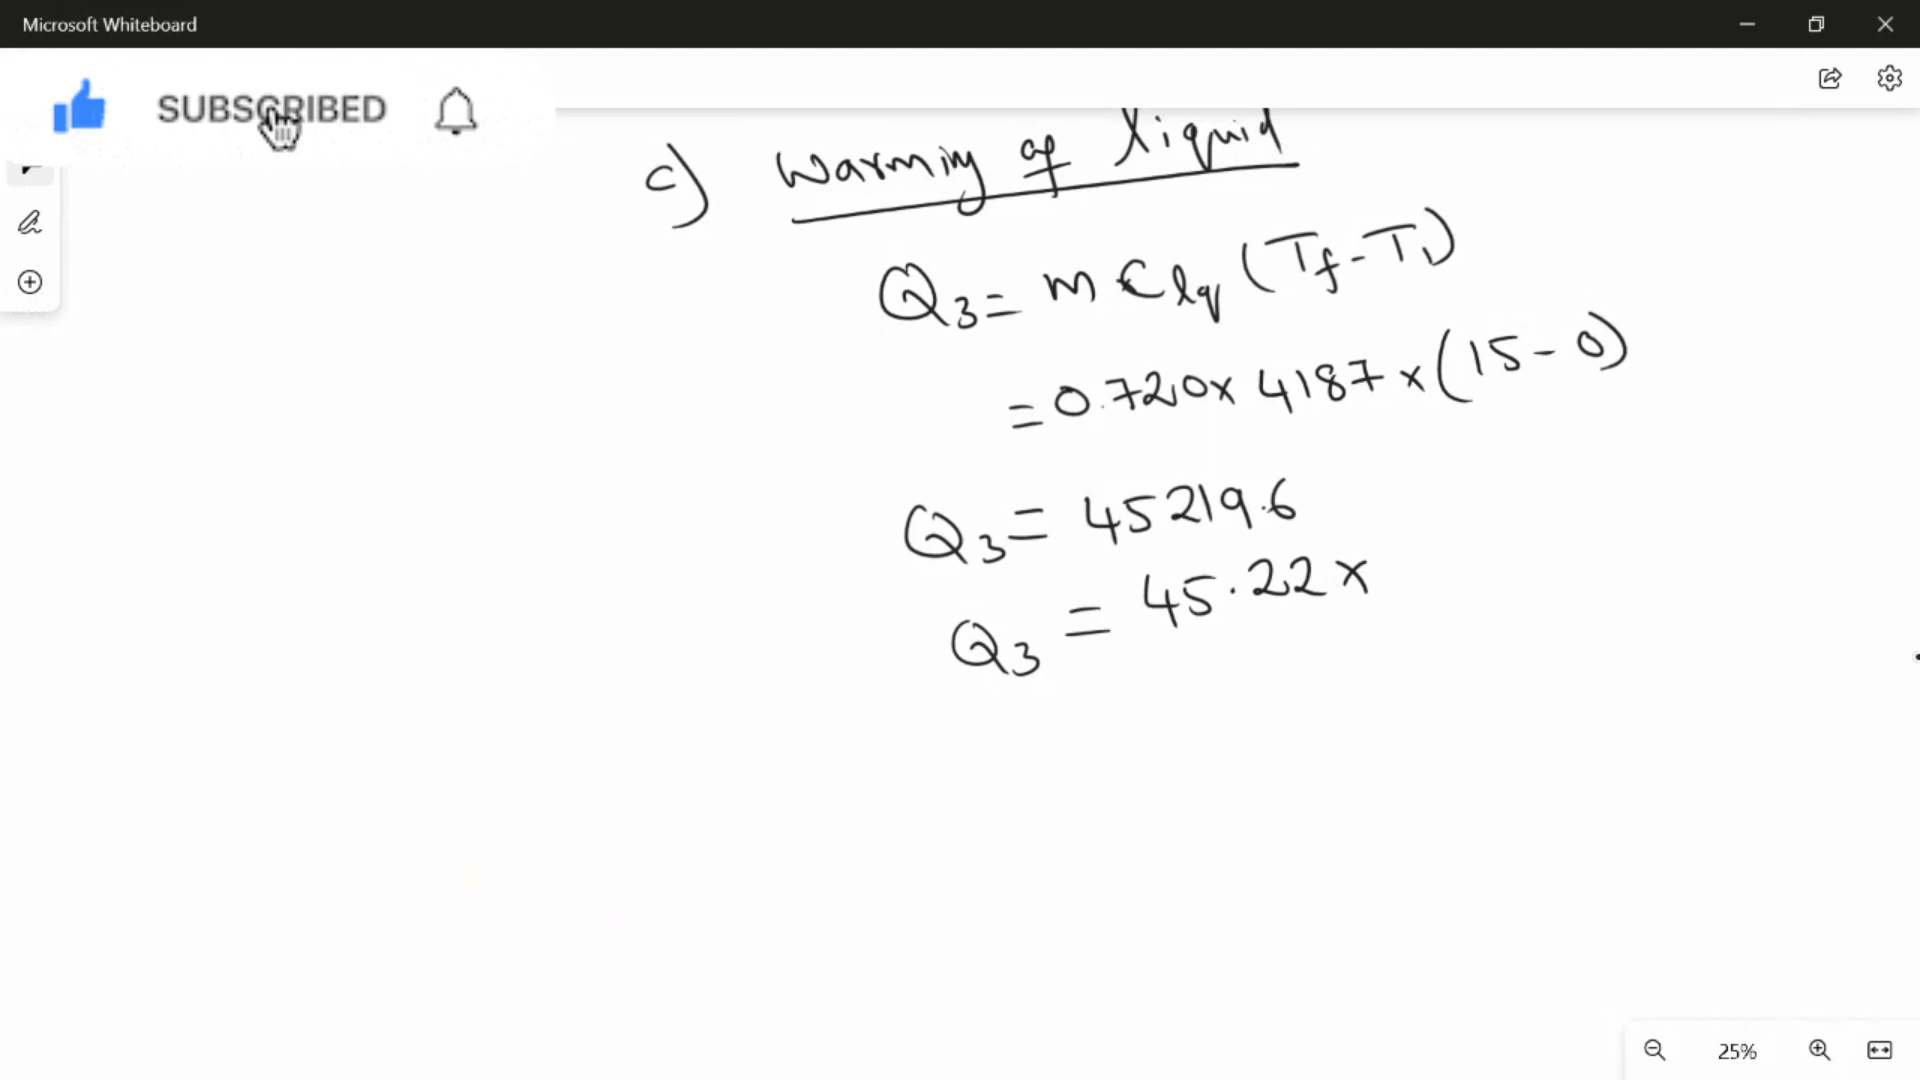 Microsoft Whiteboard
SUBSCRIBED
c) Warming of liquid
Q3 = m Clq (Tf - Ti)
= 0.720 x 4187 x (15 - 0)
Q3 = 45219.6
Q3 = 45.22 x
25%